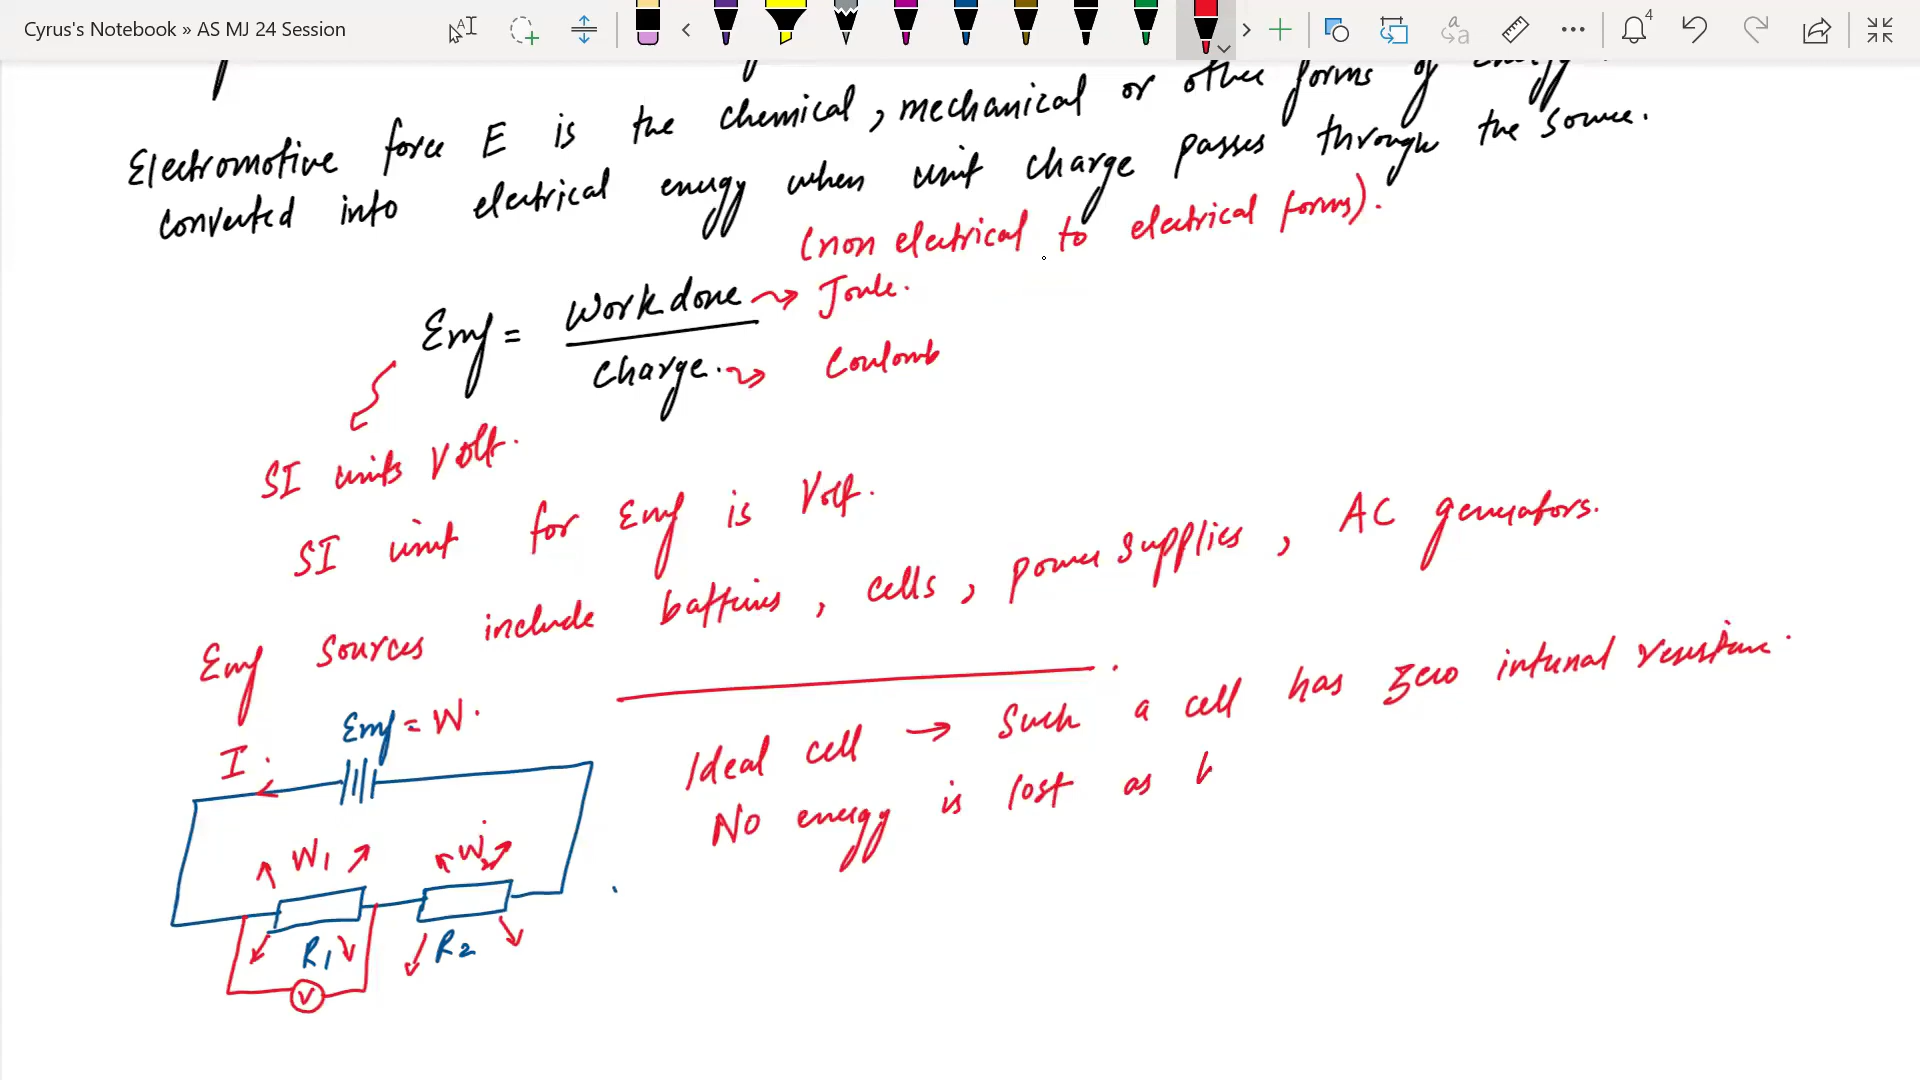 Cyrus's Notebook » AS MJ 24 Session
4
Electromotive force E is the chemical, mechanical or other forms of energy
converted into electrical energy when unit charge passes through the source.
(non electrical to electrical forms).
Emf = Work done → Joule.
Charge. → Coulomb
SI units Volt.
SI unit for Emf is Volt.
Emf sources include batteries, cells, power supplies, AC generators.
Ideal cell → Such a cell has zero internal resistance.
No energy is lost as h
Emf = W.
I.
W1 W2
R1 R2
V